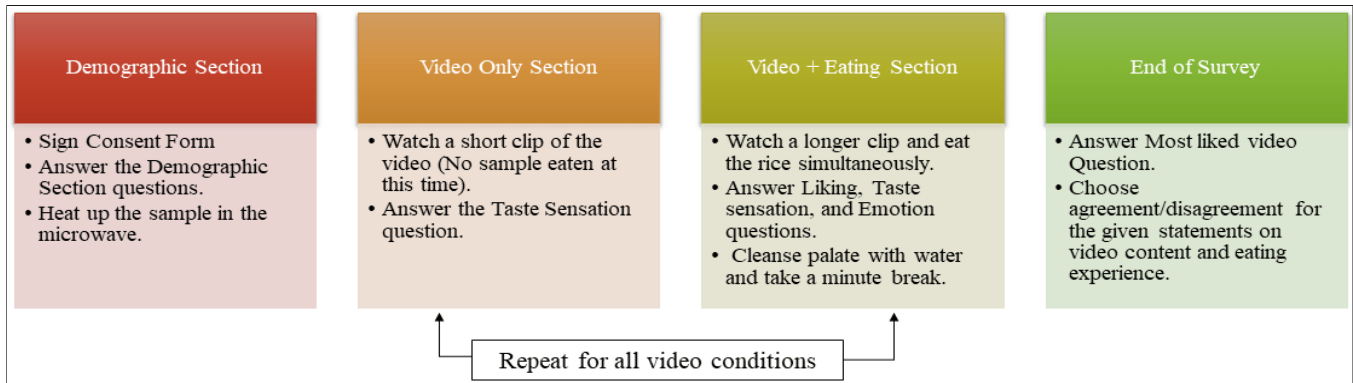 Demographic Section
• Sign Consent Form
• Answer the Demographic
Section questions.
• Heat up the sample in the
microwave.
Video Only Section
• Watch a short clip of the
video (No sample eaten at
this time).
• Answer the Taste Sensation
question.
Video + Eating Section
• Watch a longer clip and eat
the rice simultaneously.
• Answer Liking, Taste
sensation, and Emotion
questions.
• Cleanse palate with water
and take a minute break.
End of Survey
• Answer Most liked video
Question.
• Choose
agreement/disagreement for
the given statements on
video content and eating
experience.
Repeat for all video conditions